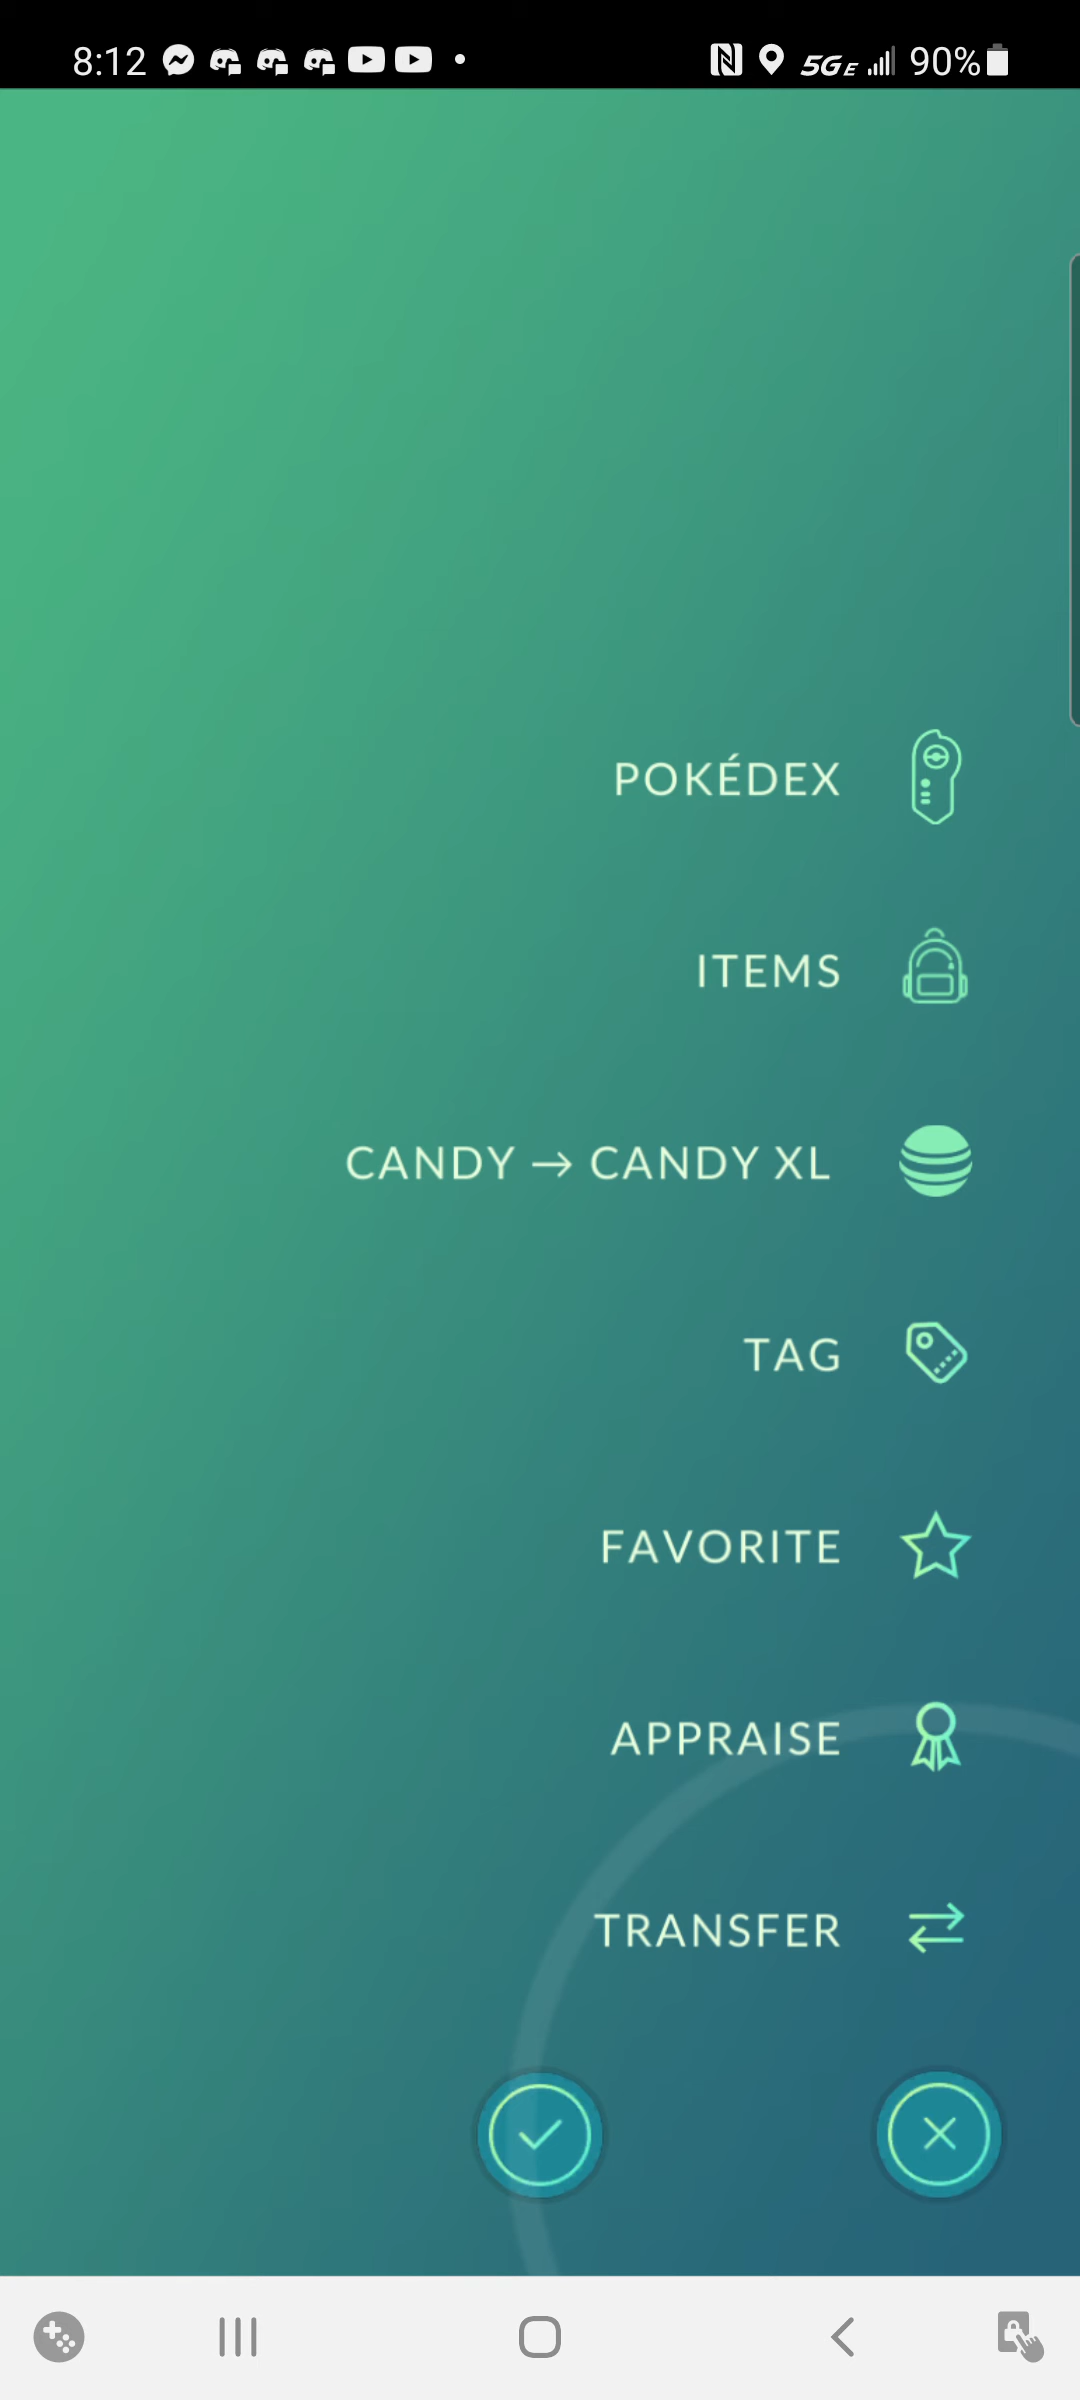 8:12 5GE 90%
POKÉDEX
ITEMS
CANDY → CANDY XL
TAG
FAVORITE
APPRAISE
TRANSFER